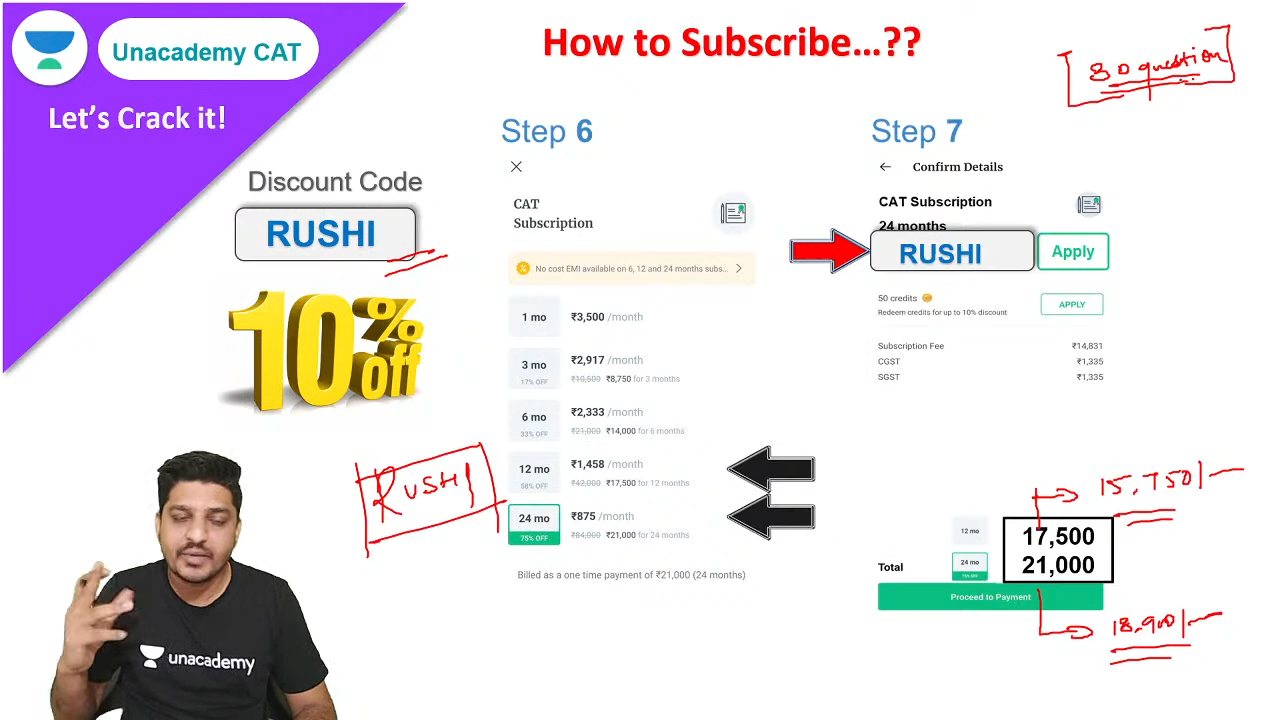 Unacademy CAT
Let's Crack it!
How to Subscribe...??
80 question
Discount Code
RUSHI
10%
off
RUSHI
Step 6
CAT
Subscription
No cost EMI available on 6, 12 and 24 months subs...
1 mo ₹3,500 /month
3 mo ₹2,917 /month
17% OFF ₹10,500 ₹8,750 for 3 months
6 mo ₹2,333 /month
33% OFF ₹21,000 ₹14,000 for 6 months
12 mo ₹1,458 /month
58% OFF ₹42,000 ₹17,500 for 12 months
24 mo ₹875 /month
75% OFF ₹84,000 ₹21,000 for 24 months
Billed as a one time payment of ₹21,000 (24 months)
Step 7
Confirm Details
CAT Subscription
24 months
RUSHI Apply
50 credits APPLY
Redeem credits for up to 10% discount
Subscription Fee ₹14,831
CGST ₹1,335
SGST ₹1,335
15,750/-
12 mo 17,500
Total 24 mo 21,000
Proceed to Payment
18,900/-
unacademy